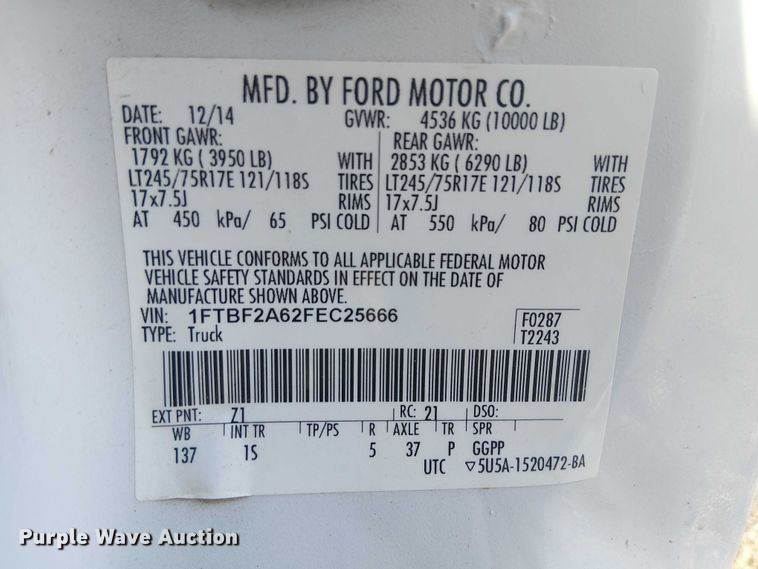 MFD. BY FORD MOTOR CO.
DATE: 12/14 GVWR: 4536 KG (10000 LB)
FRONT GAWR: REAR GAWR:
1792 KG ( 3950 LB) WITH 2853 KG ( 6290 LB) WITH
LT245/75R17E 121/118S TIRES LT245/75R17E 121/118S TIRES
17x7.5J RIMS 17x7.5J RIMS
AT 450 kPa/ 65 PSI COLD AT 550 kPa/ 80 PSI COLD
THIS VEHICLE CONFORMS TO ALL APPLICABLE FEDERAL MOTOR
VEHICLE SAFETY STANDARDS IN EFFECT ON THE DATE OF
MANUFACTURE SHOWN ABOVE.
VIN: 1FTBF2A62FEC25666 F0287
TYPE: Truck T2243
EXT PNT: Z1 RC: 21 DSO:
WB INT TR TP/PS R AXLE TR SPR
137 1S 5 37 P GGPP
UTC ▽5U5A-1520472-BA
Purple Wave Auction